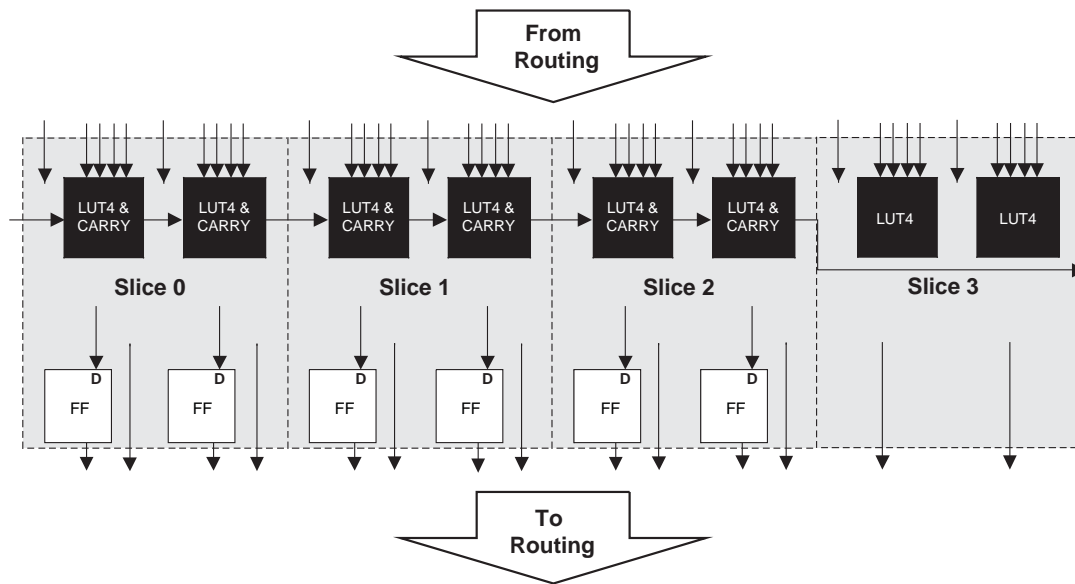 From
Routing
LUT4 &
CARRY
LUT4 &
CARRY
LUT4 &
CARRY
LUT4 &
CARRY
LUT4 &
CARRY
LUT4 &
CARRY
LUT4
LUT4
Slice 0
Slice 1
Slice 2
Slice 3
D
FF
D
FF
D
FF
D
FF
D
FF
D
FF
To
Routing